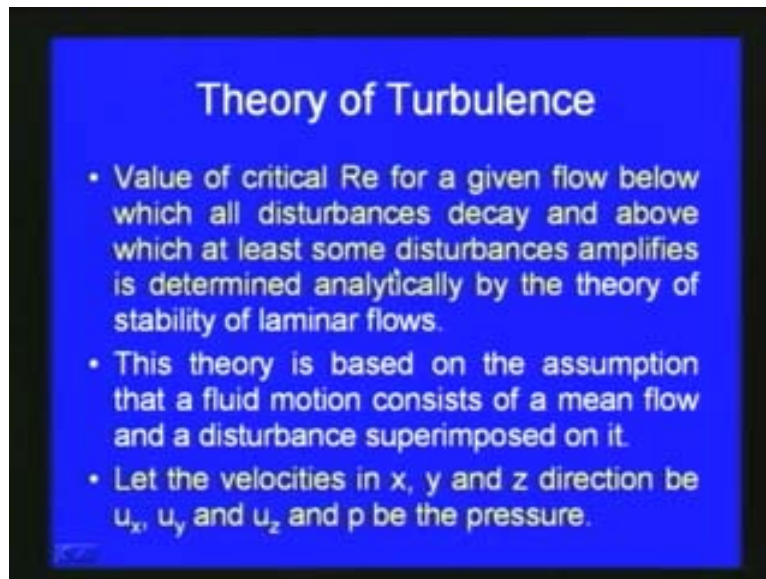 Theory of Turbulence
• Value of critical Re for a given flow below
which all disturbances decay and above
which at least some disturbances amplifies
is determined analytically by the theory of
stability of laminar flows.
• This theory is based on the assumption
that a fluid motion consists of a mean flow
and a disturbance superimposed on it.
• Let the velocities in x, y and z direction be
uₓ, u_y and u_z and p be the pressure.